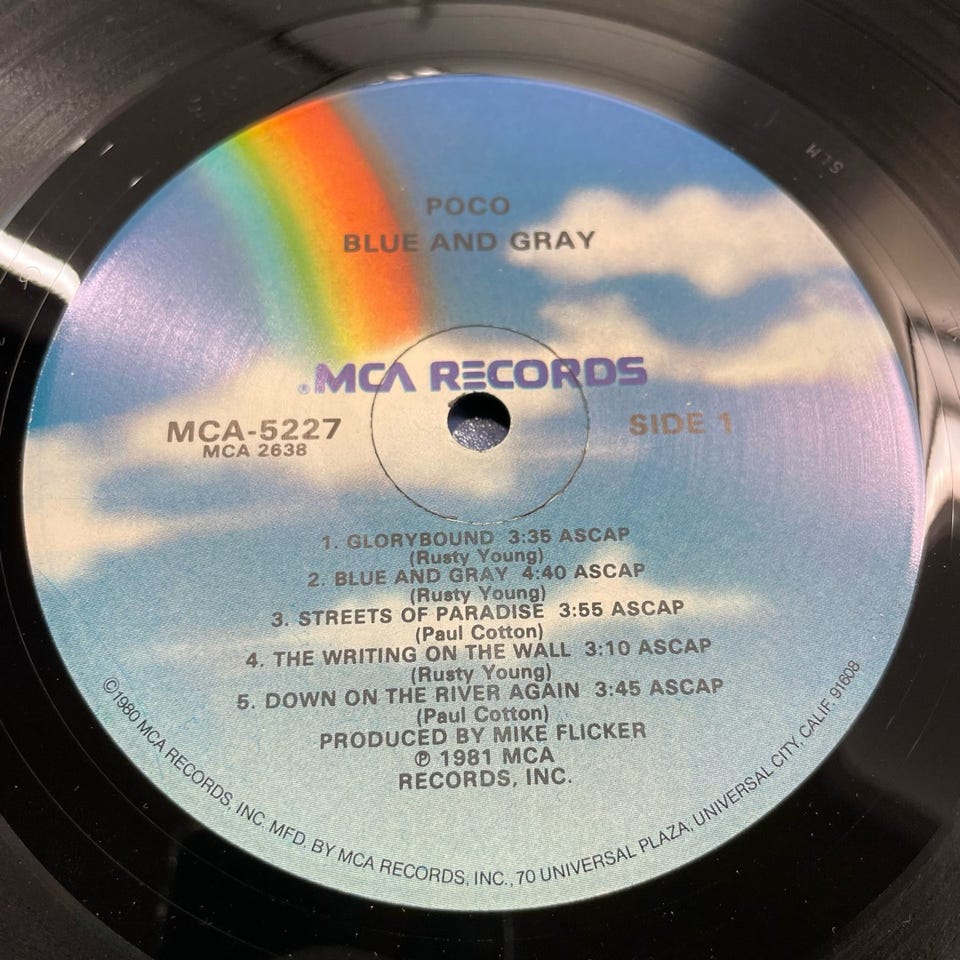 POCO
BLUE AND GRAY
® MCA RECORDS
MCA-5227
SIDE 1
MCA 2638
1. GLORYBOUND 3:35 ASCAP
(Rusty Young)
2. BLUE AND GRAY 4:40 ASCAP
(Rusty Young)
3. STREETS OF PARADISE 3:55 ASCAP
(Paul Cotton)
4. THE WRITING ON THE WALL 3:10 ASCAP
(Rusty Young)
5. DOWN ON THE RIVER AGAIN 3:45 ASCAP
(Paul Cotton)
PRODUCED BY MIKE FLICKER
℗ 1981 MCA
RECORDS, INC.
©1980 MCA RECORDS, INC. MFD. BY MCA RECORDS, INC., 70 UNIVERSAL PLAZA, UNIVERSAL CITY, CALIF. 91608